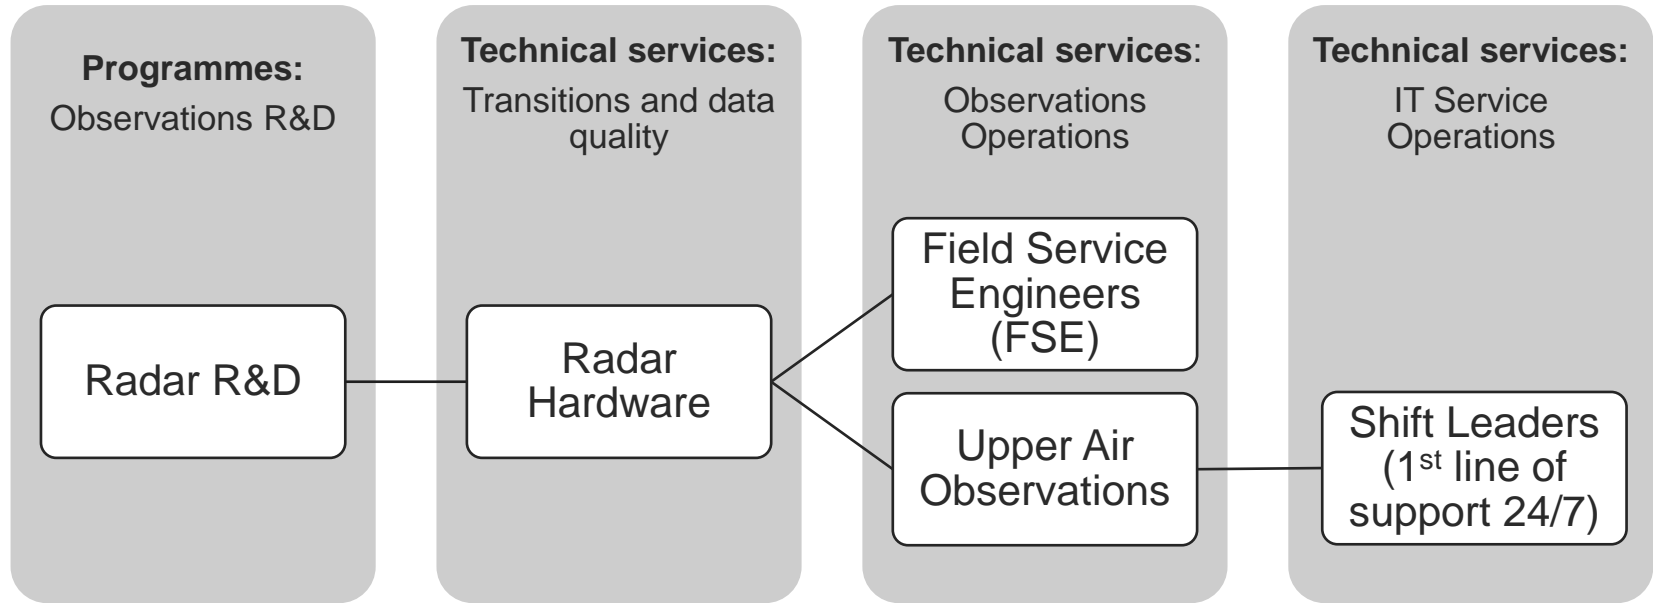 Programmes:
Observations R&D
Radar R&D
Technical services:
Transitions and data
quality
Radar
Hardware
Technical services:
Observations
Operations
Field Service
Engineers
(FSE)
Upper Air
Observations
Technical services:
IT Service
Operations
Shift Leaders
(1st line of
support 24/7)